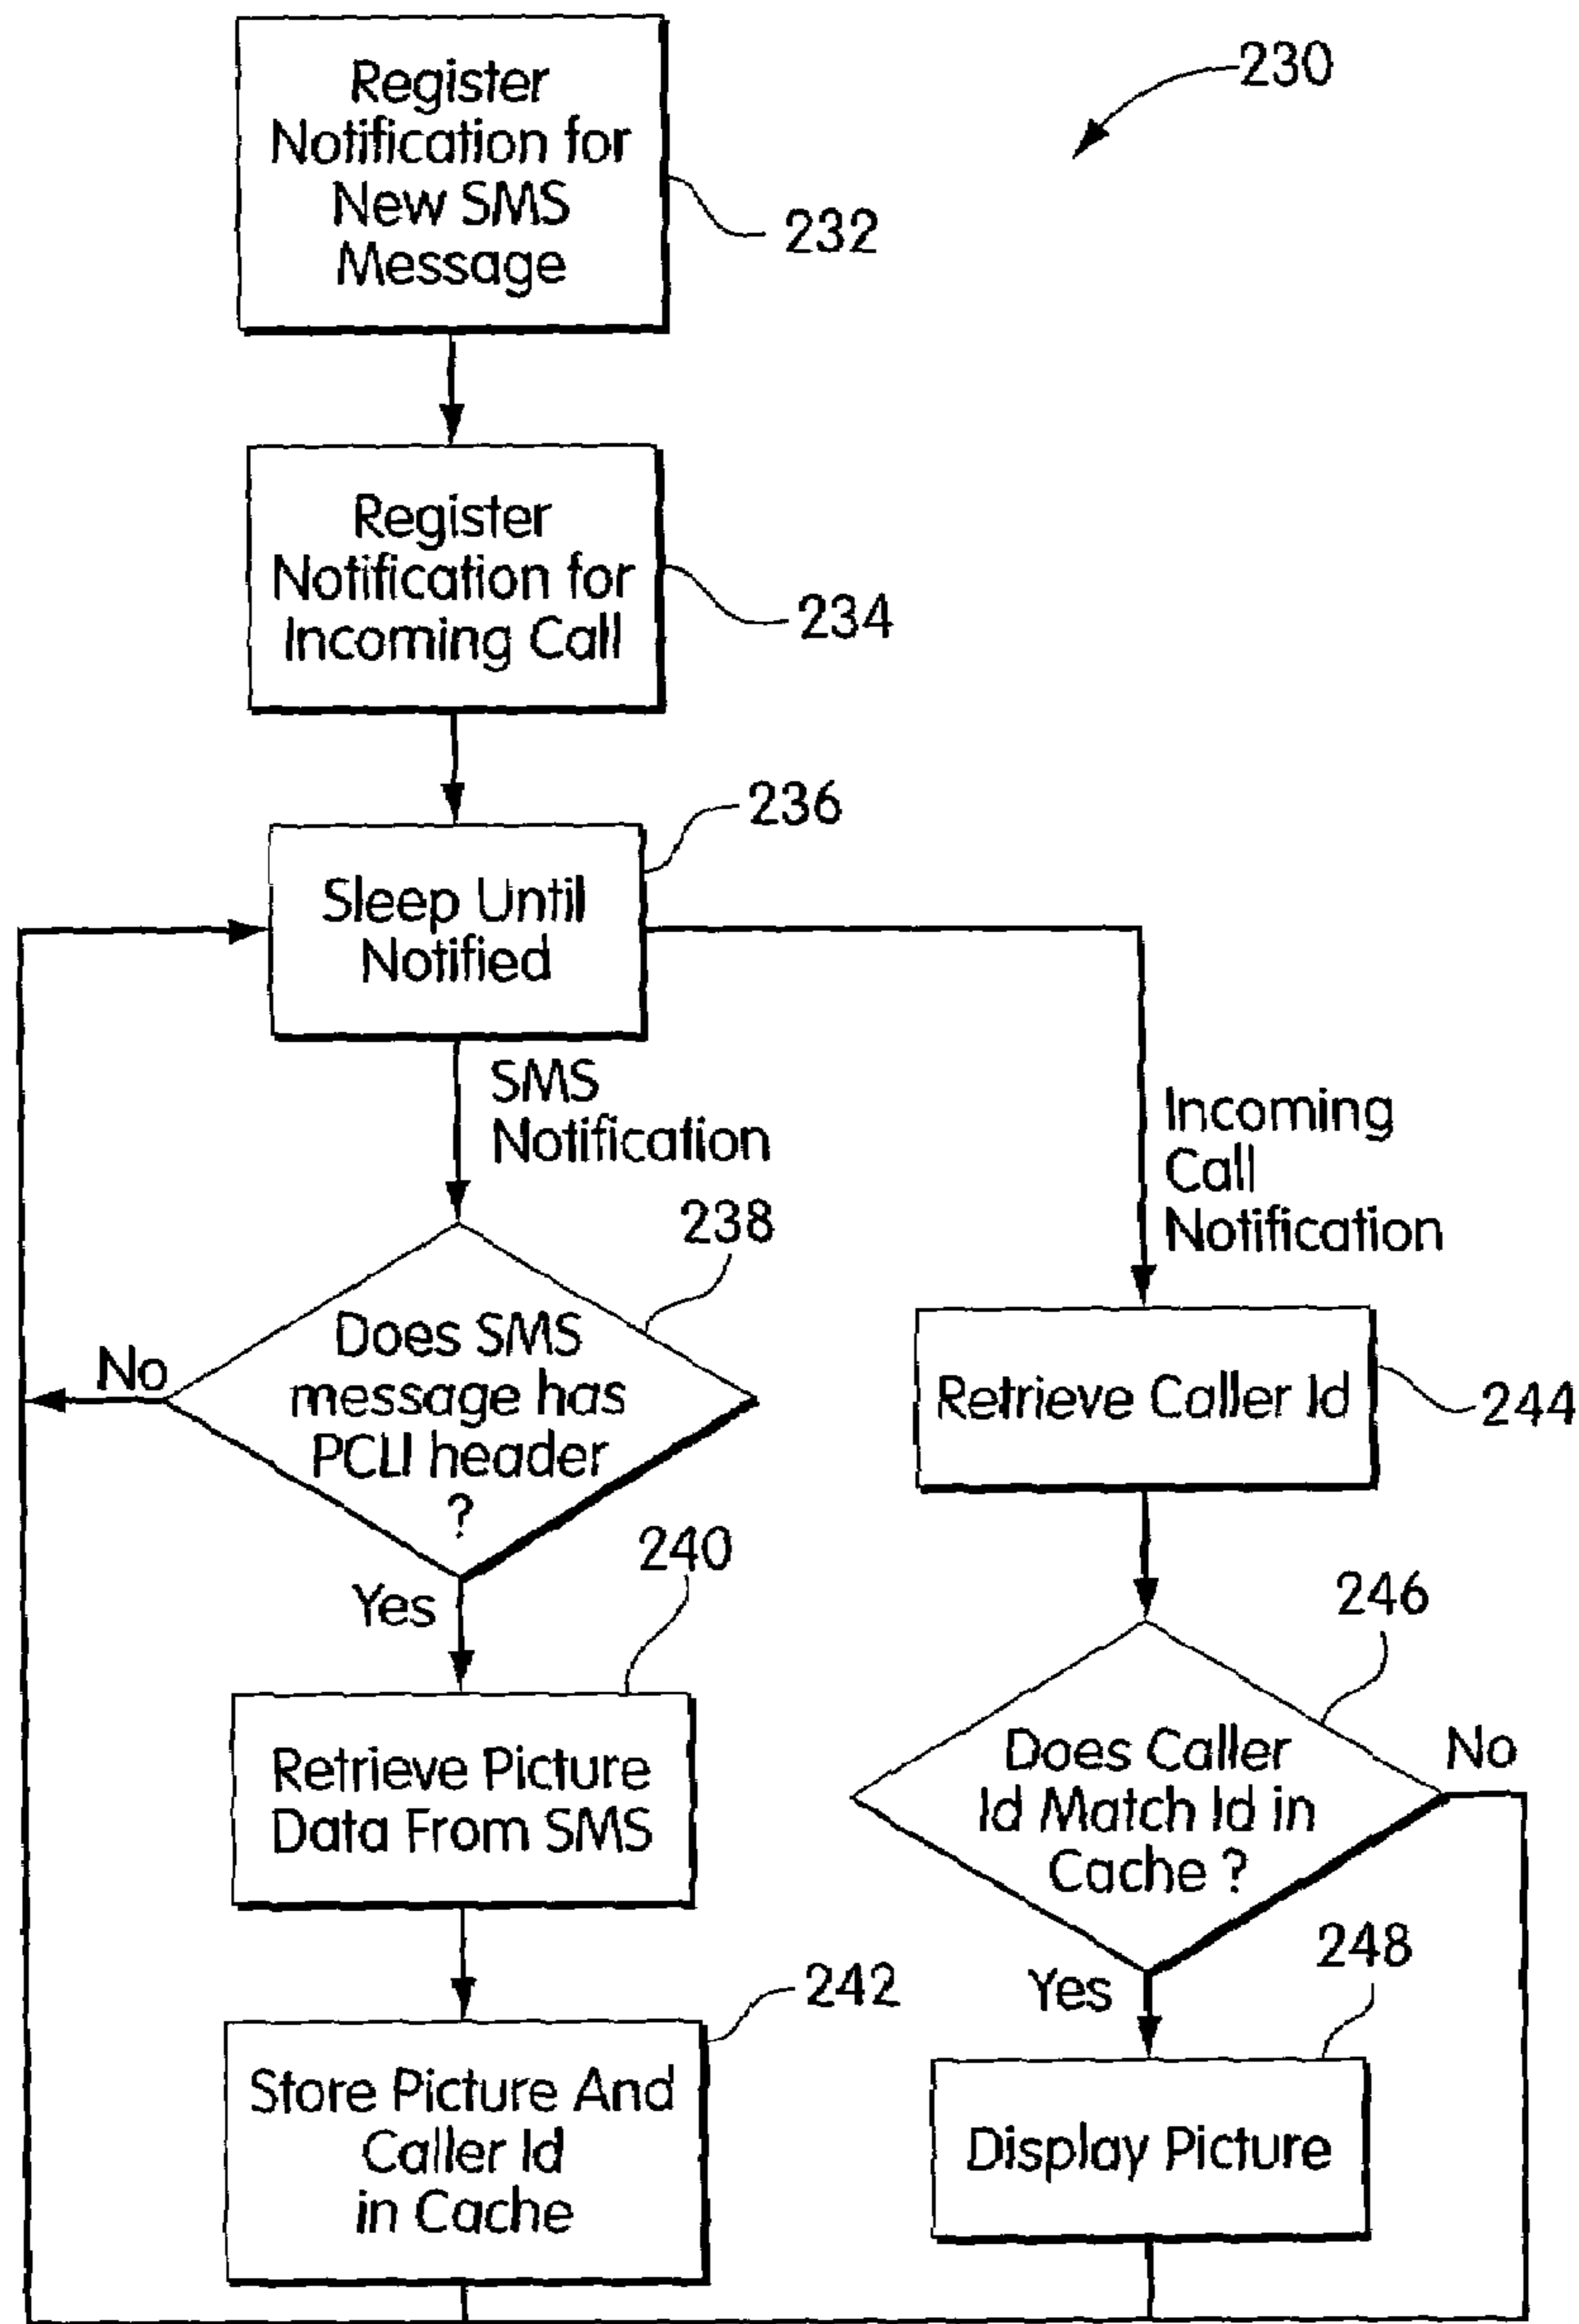 Register
Notification for
New SMS
Message
230
232
Register
Notification for
Incoming Call
234
236
Sleep Until
Notified
SMS
Notification
Incoming
Call
Notification
238
Does SMS
message has
PCLI header
?
No
Yes
Retrieve Caller Id
244
240
Retrieve Picture
Data From SMS
246
Does Caller
Id Match Id in
Cache ?
No
Yes
242
Store Picture And
Caller Id
in Cache
248
Display Picture